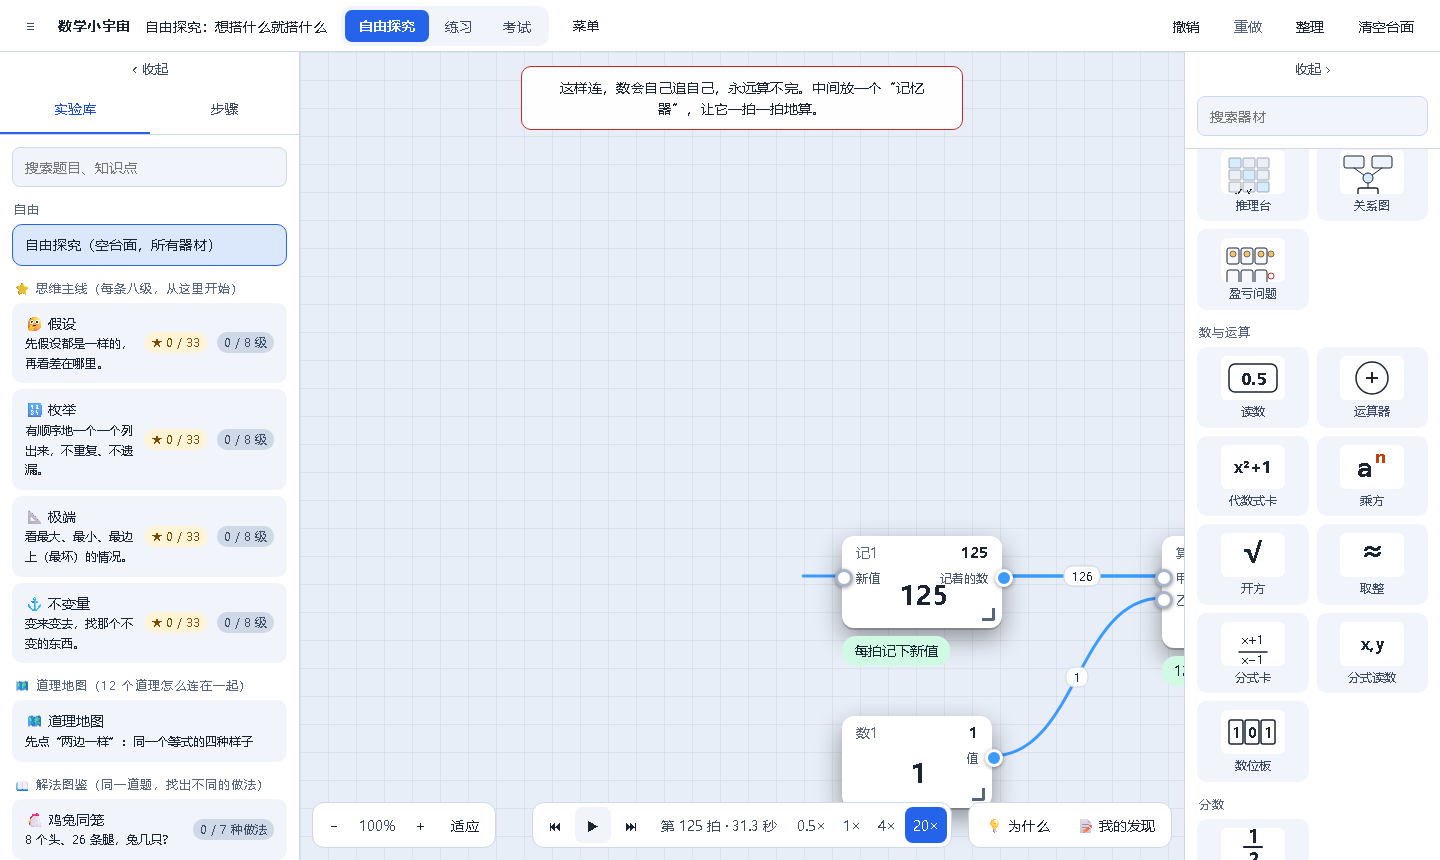 ≡ 数学小宇宙 自由探究：想搭什么就搭什么 自由探究 练习 考试 菜单 撤销 重做 整理 清空台面
‹ 收起
实验库 步骤
搜索题目、知识点
自由
自由探究（空台面，所有器材）
思维主线（每条八级，从这里开始）
假设
先假设都是一样的，
再看差在哪里。
★ 0 / 33 0 / 8 级
枚举
有顺序地一个一个列
出来，不重复、不遗
漏。
★ 0 / 33 0 / 8 级
极端
看最大、最小、最边
上（最坏）的情况。
★ 0 / 33 0 / 8 级
不变量
变来变去，找那个不
变的东西。
★ 0 / 33 0 / 8 级
道理地图（12 个道理怎么连在一起）
道理地图
先点“两边一样”：同一个等式的四种样子
解法图鉴（同一道题，找出不同的做法）
鸡兔同笼
8 个头、26 条腿，兔几只？
0 / 7 种做法
这样连，数会自己追自己，永远算不完。中间放一个“记忆
器”，让它一拍一拍地算。
记1 125
新值 记着的数
125
每拍记下新值
126
1
算
甲
乙
12
数1 1
值
1
− 100% + 适应
⏮ ▶ ⏭ 第 125 拍 · 31.3 秒 0.5× 1× 4× 20×
为什么 我的发现
收起 ›
搜索器材
推理台 关系图
盈亏问题
数与运算
0.5 +
读数 运算器
x²+1 aⁿ
代数式卡 乘方
√ ≈
开方 取整
x+1
x−1
x,y
分式卡 分式读数
1 0 1
数位板
分数
1
2